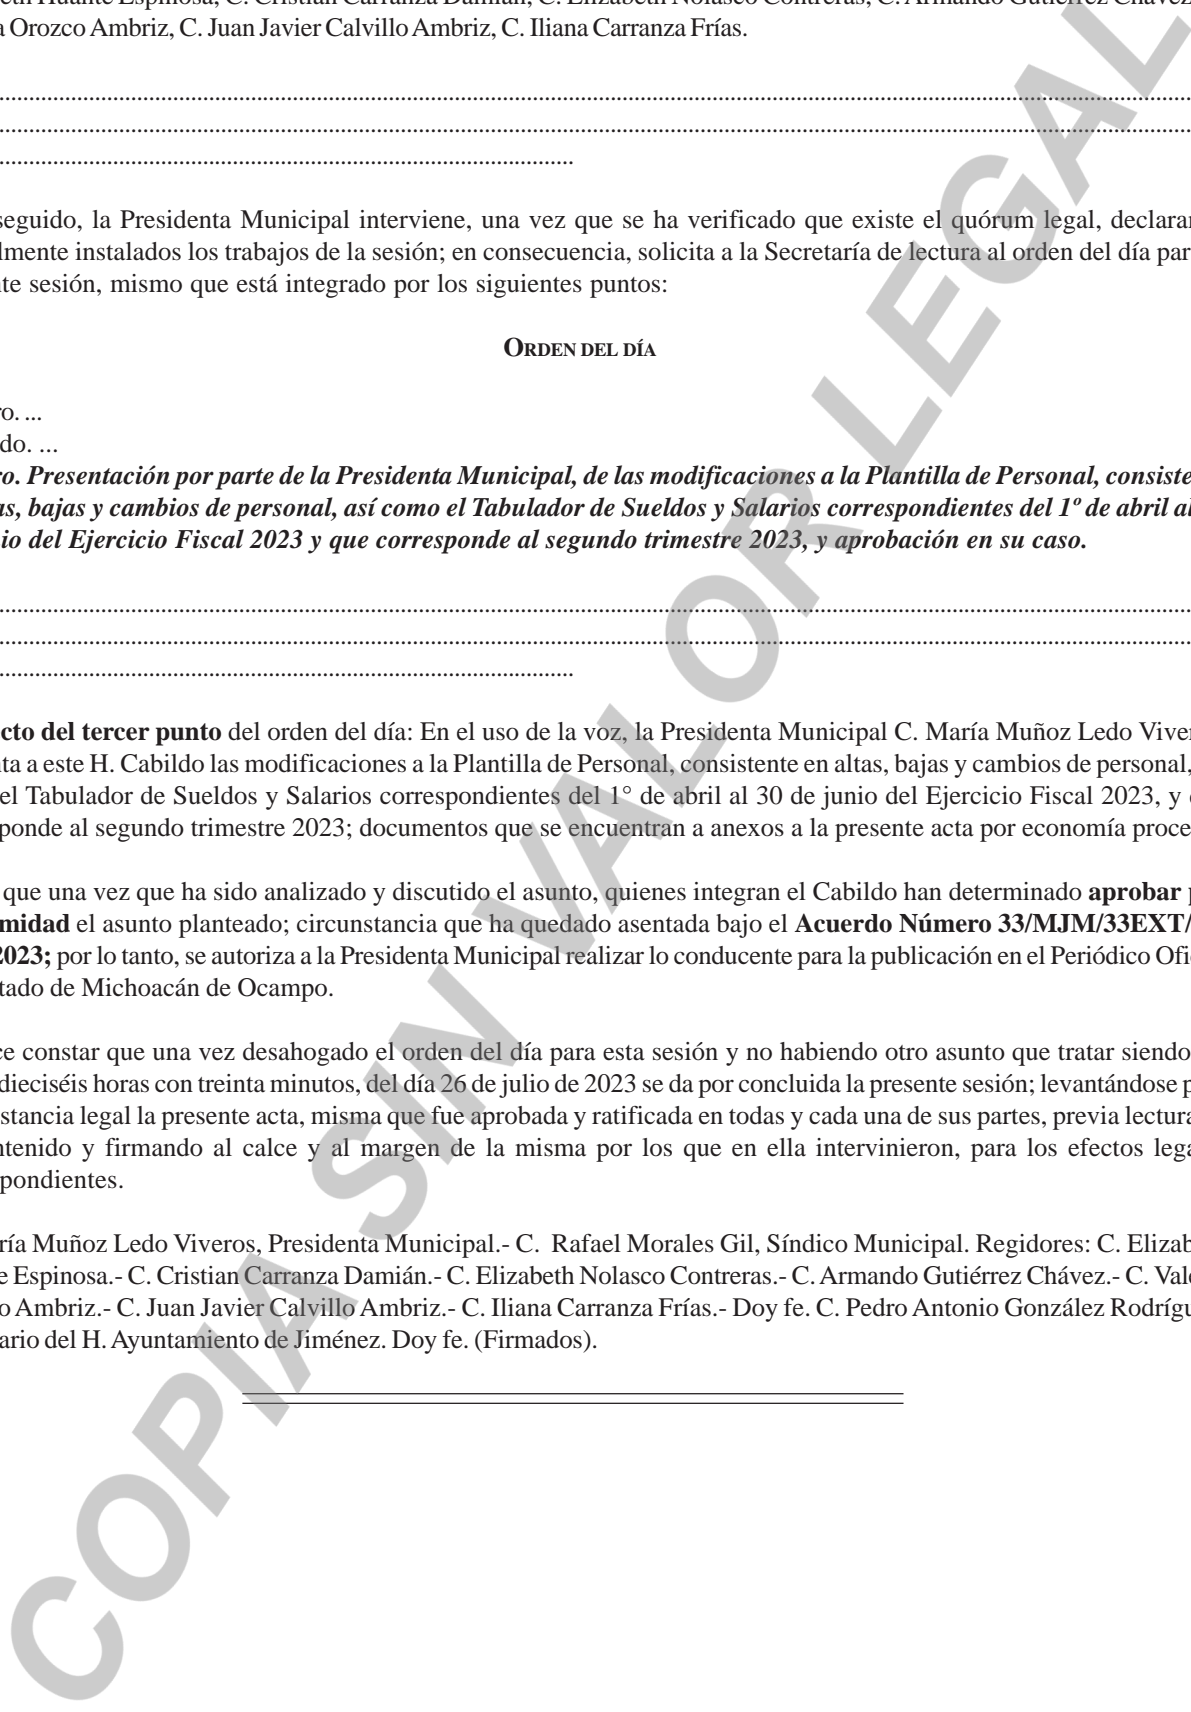 eth Huante Espinosa, C. Cristian Carranza Damián, C. Elizabeth Nolasco Contreras, C. Armando Gutiérrez Chávez
a Orozco Ambriz, C. Juan Javier Calvillo Ambriz, C. Iliana Carranza Frías.
seguido, la Presidenta Municipal interviene, una vez que se ha verificado que existe el quórum legal, declarar
lmente instalados los trabajos de la sesión; en consecuencia, solicita a la Secretaría de lectura al orden del día par
nte sesión, mismo que está integrado por los siguientes puntos:
ORDEN DEL DÍA
ro. ...
do. ...
ro. Presentación por parte de la Presidenta Municipal, de las modificaciones a la Plantilla de Personal, consiste
as, bajas y cambios de personal, así como el Tabulador de Sueldos y Salarios correspondientes del 1º de abril al
io del Ejercicio Fiscal 2023 y que corresponde al segundo trimestre 2023, y aprobación en su caso.
cto del tercer punto del orden del día: En el uso de la voz, la Presidenta Municipal C. María Muñoz Ledo Viver
nta a este H. Cabildo las modificaciones a la Plantilla de Personal, consistente en altas, bajas y cambios de personal,
el Tabulador de Sueldos y Salarios correspondientes del 1° de abril al 30 de junio del Ejercicio Fiscal 2023, y
ponde al segundo trimestre 2023; documentos que se encuentran a anexos a la presente acta por economía proce
que una vez que ha sido analizado y discutido el asunto, quienes integran el Cabildo han determinado aprobar p
midad el asunto planteado; circunstancia que ha quedado asentada bajo el Acuerdo Número 33/MJM/33EXT/
2023; por lo tanto, se autoriza a la Presidenta Municipal realizar lo conducente para la publicación en el Periódico Ofi
tado de Michoacán de Ocampo.
ce constar que una vez desahogado el orden del día para esta sesión y no habiendo otro asunto que tratar siendo
dieciséis horas con treinta minutos, del día 26 de julio de 2023 se da por concluida la presente sesión; levantándose p
stancia legal la presente acta, misma que fue aprobada y ratificada en todas y cada una de sus partes, previa lectura
ntenido y firmando al calce y al margen de la misma por los que en ella intervinieron, para los efectos lega
pondientes.
ría Muñoz Ledo Viveros, Presidenta Municipal.- C. Rafael Morales Gil, Síndico Municipal. Regidores: C. Elizab
e Espinosa.- C. Cristian Carranza Damián.- C. Elizabeth Nolasco Contreras.- C. Armando Gutiérrez Chávez.- C. Vale
o Ambriz.- C. Juan Javier Calvillo Ambriz.- C. Iliana Carranza Frías.- Doy fe. C. Pedro Antonio González Rodrígu
ario del H. Ayuntamiento de Jiménez. Doy fe. (Firmados).
COPIA SIN VALOR LEGAL